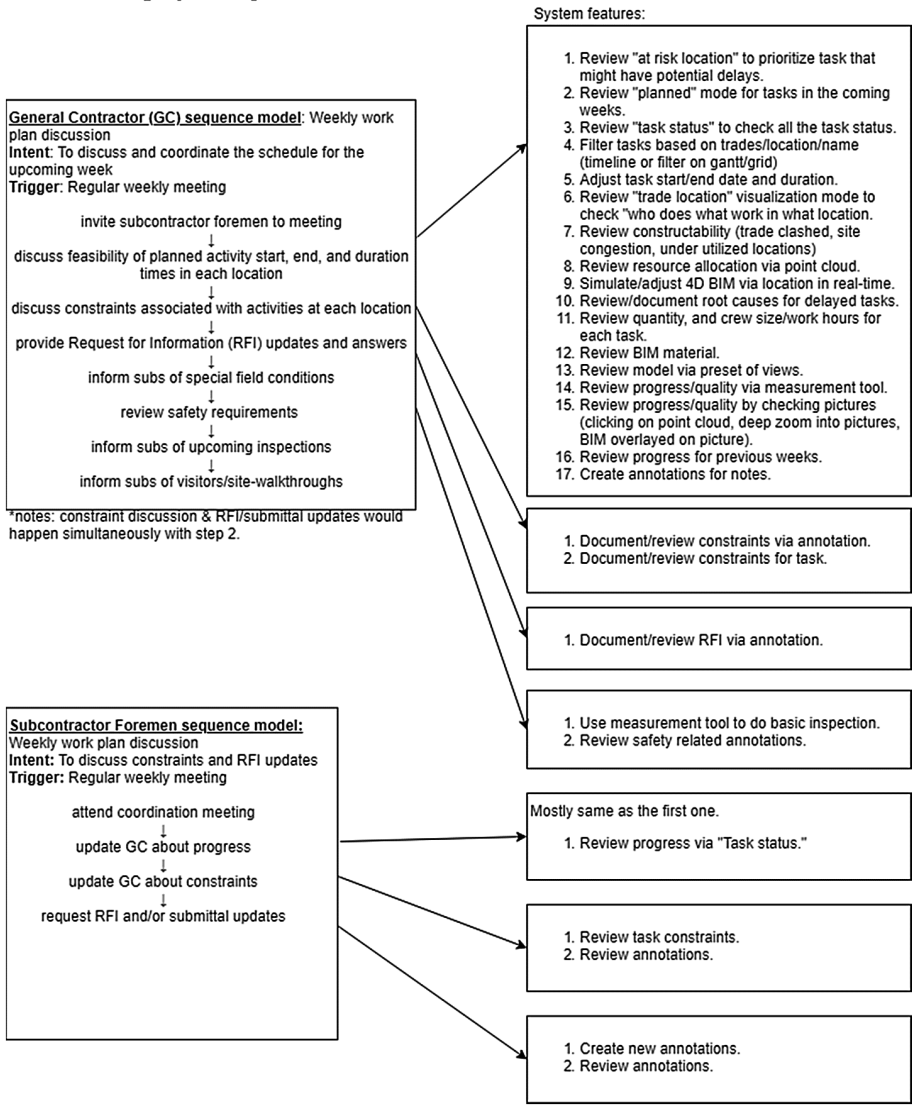 System features:
1. Review "at risk location" to prioritize task that
might have potential delays.
2. Review "planned" mode for tasks in the coming
weeks.
3. Review "task status" to check all the task status.
4. Filter tasks based on trades/location/name
(timeline or filter on gantt/grid)
5. Adjust task start/end date and duration.
6. Review "trade location" visualization mode to
check "who does what work in what location.
7. Review constructability (trade clashed, site
congestion, under utilized locations)
8. Review resource allocation via point cloud.
9. Simulate/adjust 4D BIM via location in real-time.
10. Review/document root causes for delayed tasks.
11. Review quantity, and crew size/work hours for
each task.
12. Review BIM material.
13. Review model via preset of views.
14. Review progress/quality via measurement tool.
15. Review progress/quality by checking pictures
(clicking on point cloud, deep zoom into pictures,
BIM overlayed on picture).
16. Review progress for previous weeks.
17. Create annotations for notes.
General Contractor (GC) sequence model: Weekly work
plan discussion
Intent: To discuss and coordinate the schedule for the
upcoming week
Trigger: Regular weekly meeting
invite subcontractor foremen to meeting
↓
discuss feasibility of planned activity start, end, and duration
times in each location
↓
discuss constraints associated with activities at each location
↓
provide Request for Information (RFI) updates and answers
↓
inform subs of special field conditions
↓
review safety requirements
↓
inform subs of upcoming inspections
↓
inform subs of visitors/site-walkthroughs
*notes: constraint discussion & RFI/submittal updates would
happen simultaneously with step 2.
1. Document/review constraints via annotation.
2. Document/review constraints for task.
1. Document/review RFI via annotation.
1. Use measurement tool to do basic inspection.
2. Review safety related annotations.
Subcontractor Foremen sequence model:
Weekly work plan discussion
Intent: To discuss constraints and RFI updates
Trigger: Regular weekly meeting
attend coordination meeting
↓
update GC about progress
↓
update GC about constraints
↓
request RFI and/or submittal updates
Mostly same as the first one.
1. Review progress via "Task status."
1. Review task constraints.
2. Review annotations.
1. Create new annotations.
2. Review annotations.